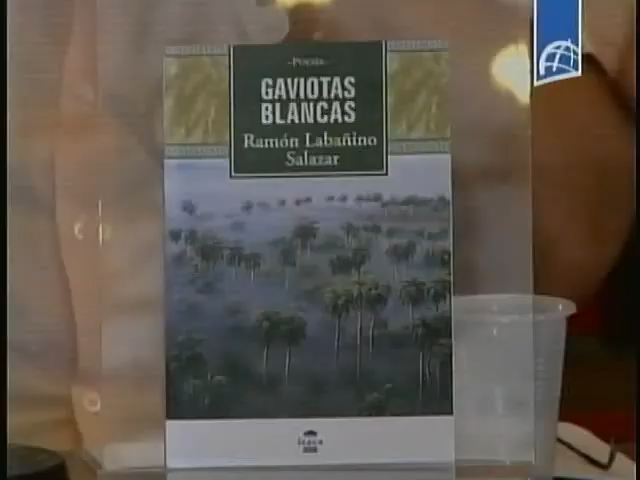 -POESÍA-
GAVIOTAS
BLANCAS
Ramón Labañino
Salazar